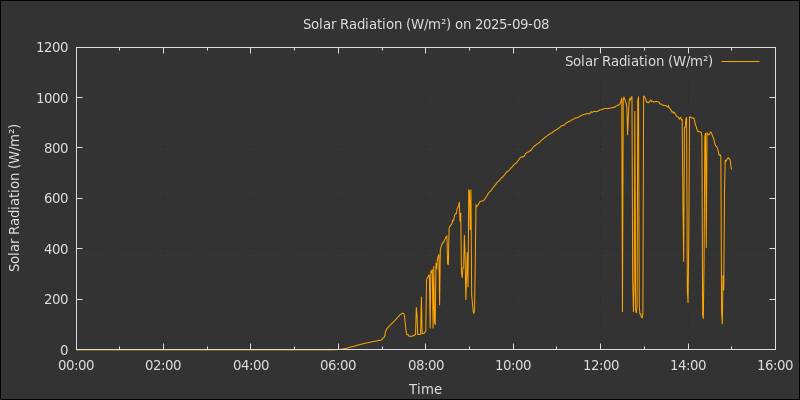 Solar Radiation (W/m²) on 2025-09-08
Solar Radiation (W/m²)
Solar Radiation (W/m²)
1200
1000
800
600
400
200
0
00:00 02:00 04:00 06:00 08:00 10:00 12:00 14:00 16:00
Time